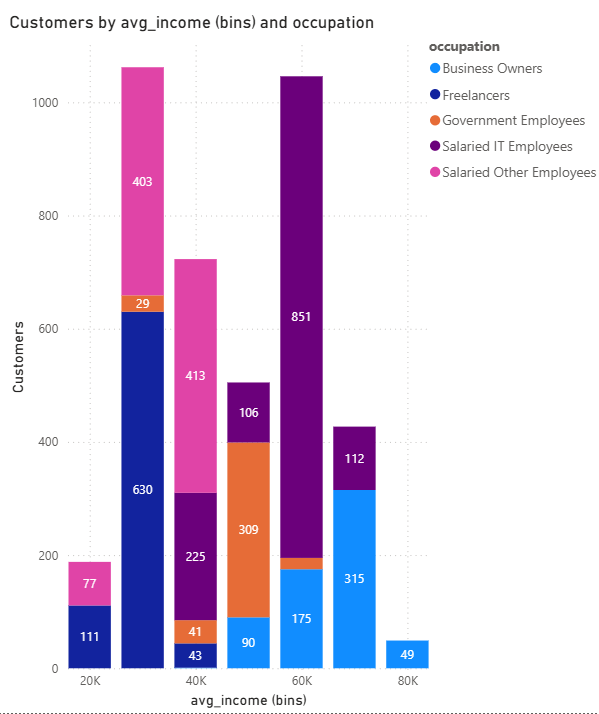 Customers by avg_income (bins) and occupation
occupation
Business Owners
Freelancers
Government Employees
Salaried IT Employees
Salaried Other Employees
1000
800
600
400
200
0
Customers
403
29
630
77
111
413
225
41
43
106
309
90
851
175
112
315
49
20K 40K 60K 80K
avg_income (bins)